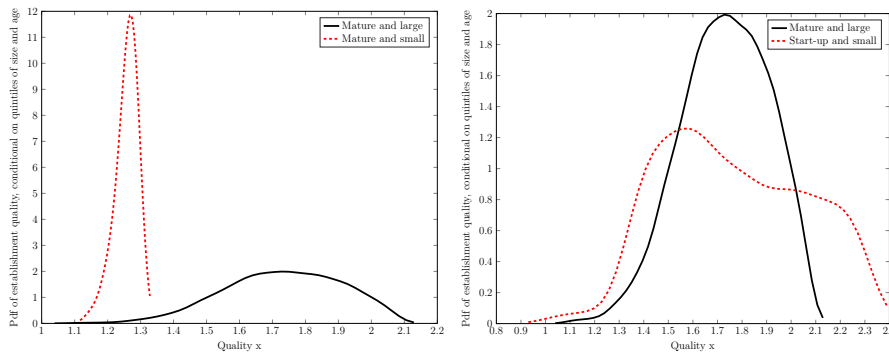 Pdf of establishment quality, conditional on quintiles of size and age
12
11
10
9
8
7
6
5
4
3
2
1
0
1 1.1 1.2 1.3 1.4 1.5 1.6 1.7 1.8 1.9 2 2.1 2.2
Quality x
Mature and large
Mature and small
Pdf of establishment quality, conditional on quintiles of size and age
2
1.8
1.6
1.4
1.2
1
0.8
0.6
0.4
0.2
0
0.8 0.9 1 1.1 1.2 1.3 1.4 1.5 1.6 1.7 1.8 1.9 2 2.1 2.2 2.3
Quality x
Mature and large
Start-up and small